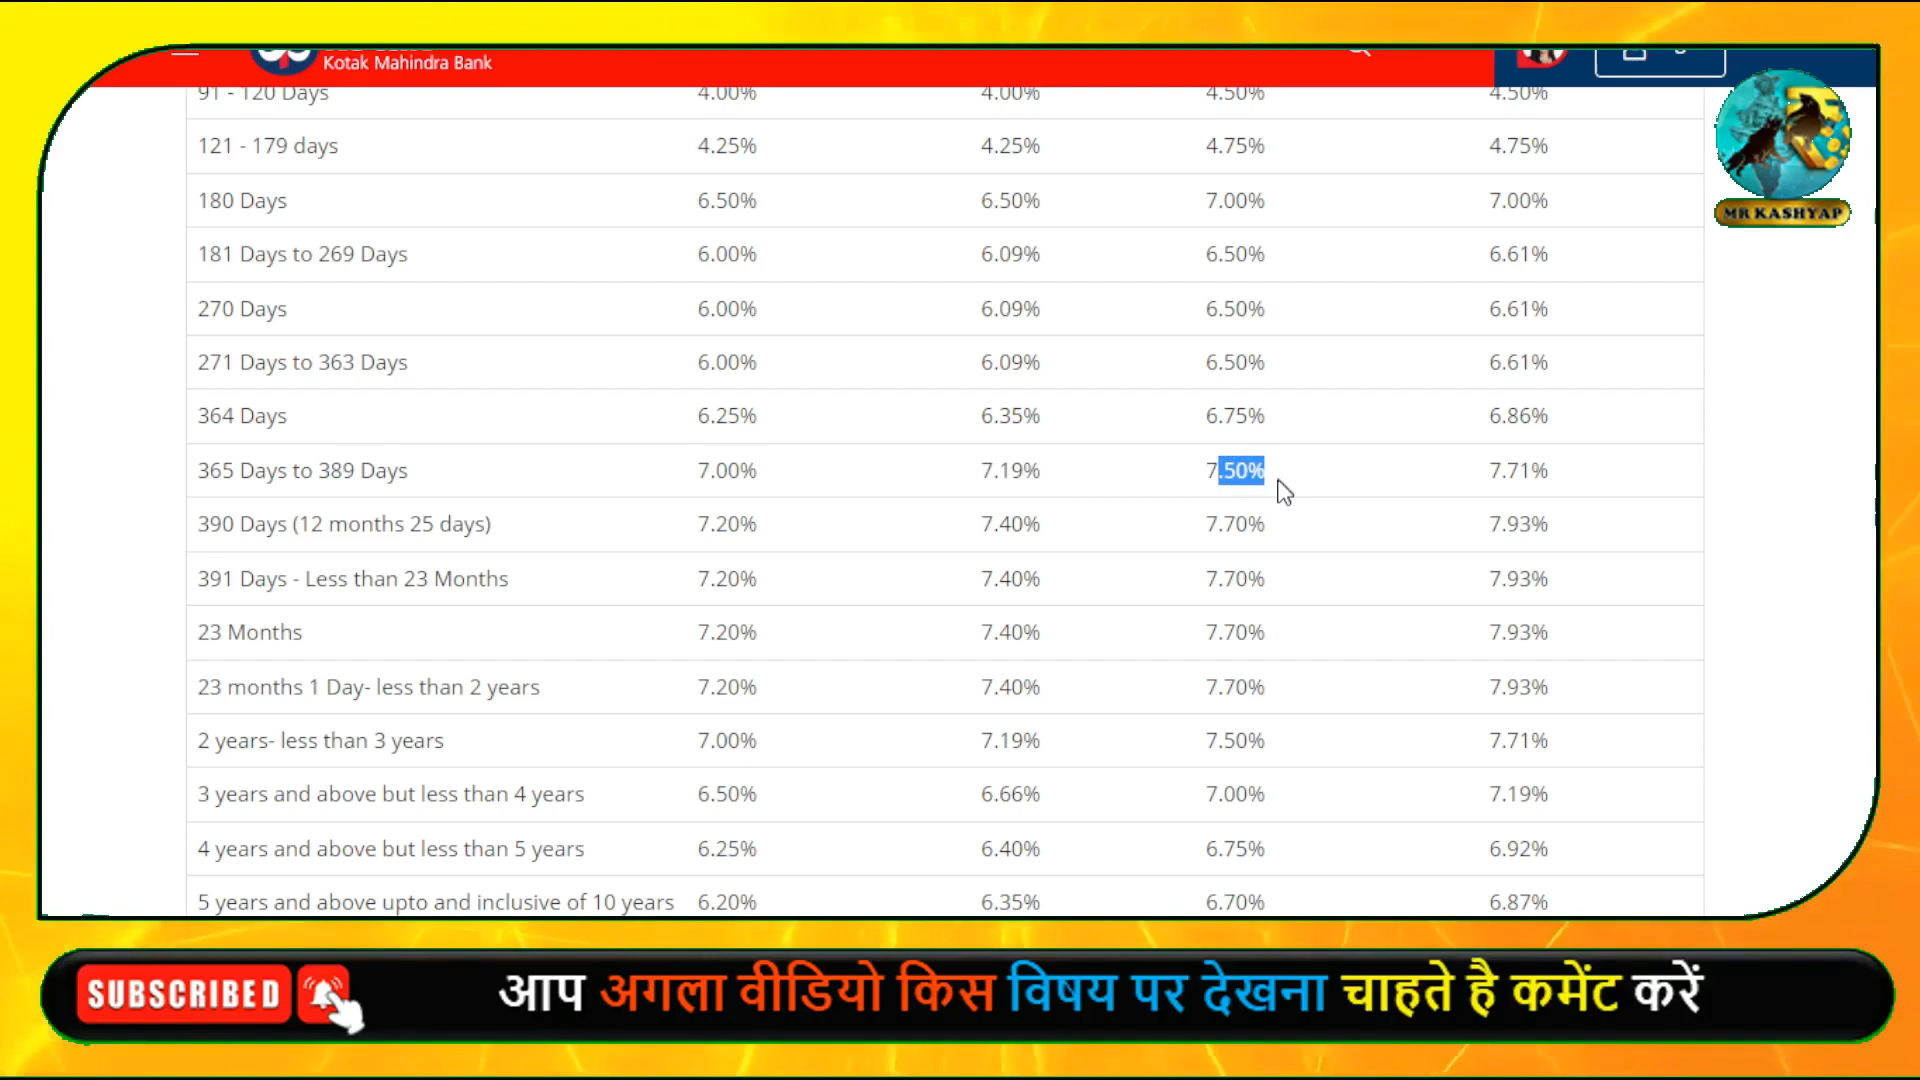 Kotak Mahindra Bank
91 - 120 Days 4.00% 4.00% 4.50% 4.50%
121 - 179 days 4.25% 4.25% 4.75% 4.75%
180 Days 6.50% 6.50% 7.00% 7.00%
181 Days to 269 Days 6.00% 6.09% 6.50% 6.61%
270 Days 6.00% 6.09% 6.50% 6.61%
271 Days to 363 Days 6.00% 6.09% 6.50% 6.61%
364 Days 6.25% 6.35% 6.75% 6.86%
365 Days to 389 Days 7.00% 7.19% 7.50% 7.71%
390 Days (12 months 25 days) 7.20% 7.40% 7.70% 7.93%
391 Days - Less than 23 Months 7.20% 7.40% 7.70% 7.93%
23 Months 7.20% 7.40% 7.70% 7.93%
23 months 1 Day- less than 2 years 7.20% 7.40% 7.70% 7.93%
2 years- less than 3 years 7.00% 7.19% 7.50% 7.71%
3 years and above but less than 4 years 6.50% 6.66% 7.00% 7.19%
4 years and above but less than 5 years 6.25% 6.40% 6.75% 6.92%
5 years and above upto and inclusive of 10 years 6.20% 6.35% 6.70% 6.87%
MR KASHYAP
SUBSCRIBED
आप अगला वीडियो किस विषय पर देखना चाहते है कमेंट करें